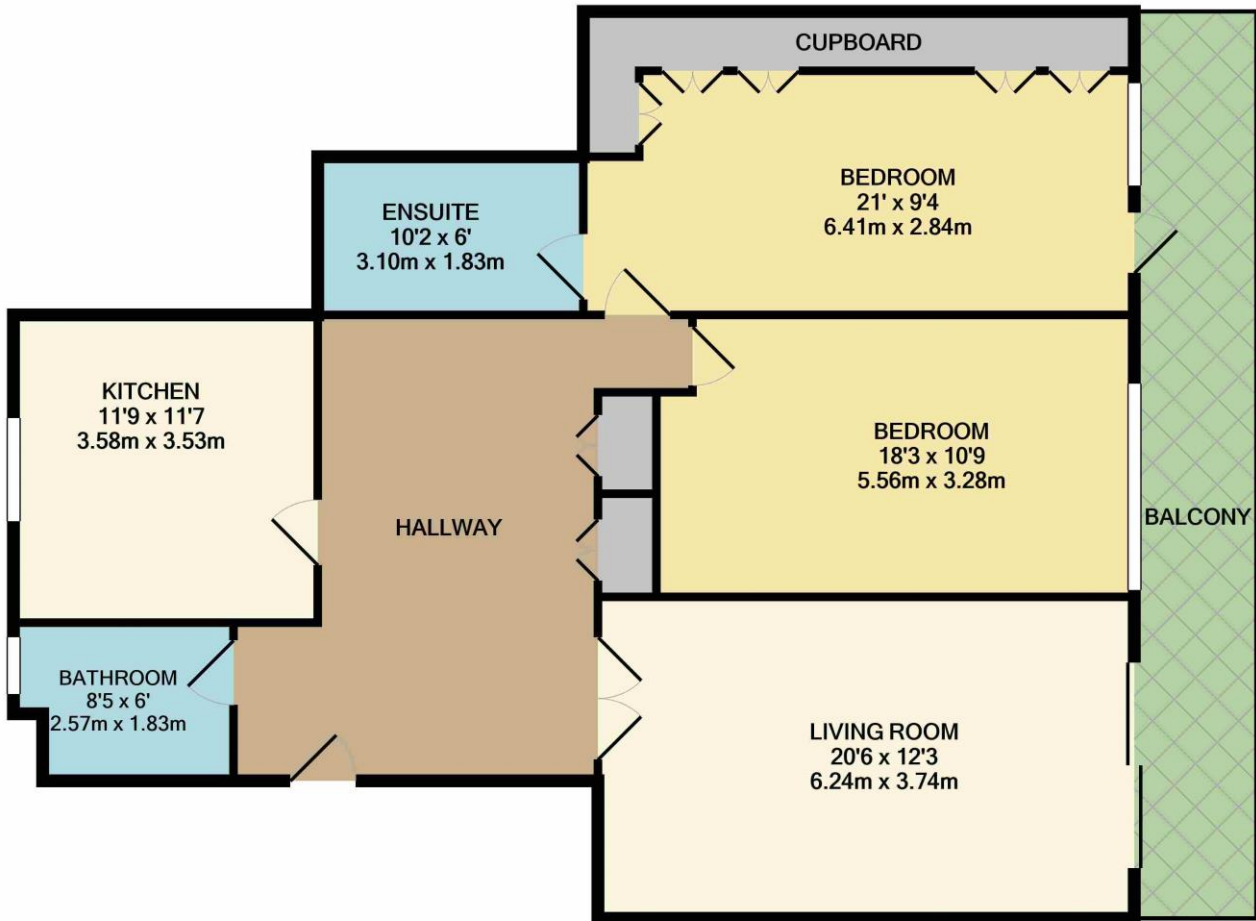 CUPBOARD
BEDROOM
21' x 9'4
6.41m x 2.84m
ENSUITE
10'2 x 6'
3.10m x 1.83m
KITCHEN
11'9 x 11'7
3.58m x 3.53m
BEDROOM
18'3 x 10'9
5.56m x 3.28m
HALLWAY
BALCONY
BATHROOM
8'5 x 6'
2.57m x 1.83m
LIVING ROOM
20'6 x 12'3
6.24m x 3.74m